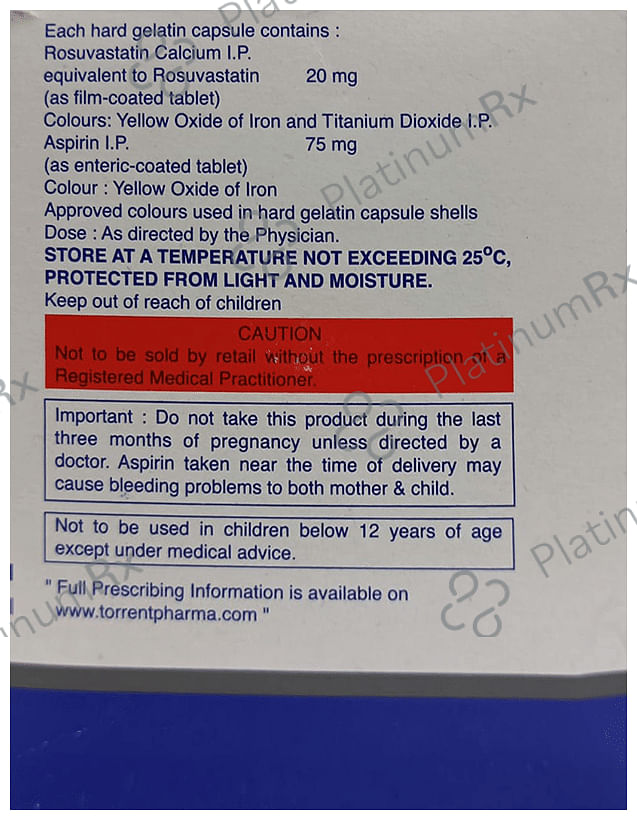 Each hard gelatin capsule contains :
Rosuvastatin Calcium I.P.
equivalent to Rosuvastatin 20 mg
(as film-coated tablet)
Colours: Yellow Oxide of Iron and Titanium Dioxide I.P.
Aspirin I.P. 75 mg
(as enteric-coated tablet)
Colour : Yellow Oxide of Iron
Approved colours used in hard gelatin capsule shells
Dose : As directed by the Physician.
STORE AT A TEMPERATURE NOT EXCEEDING 25ºC,
PROTECTED FROM LIGHT AND MOISTURE.
Keep out of reach of children
CAUTION
Not to be sold by retail without the prescription of a
Registered Medical Practitioner.
Important : Do not take this product during the last
three months of pregnancy unless directed by a
doctor. Aspirin taken near the time of delivery may
cause bleeding problems to both mother & child.
Not to be used in children below 12 years of age
except under medical advice.
" Full Prescribing Information is available on
www.torrentpharma.com "
PlatinumRx
PlatinumRx